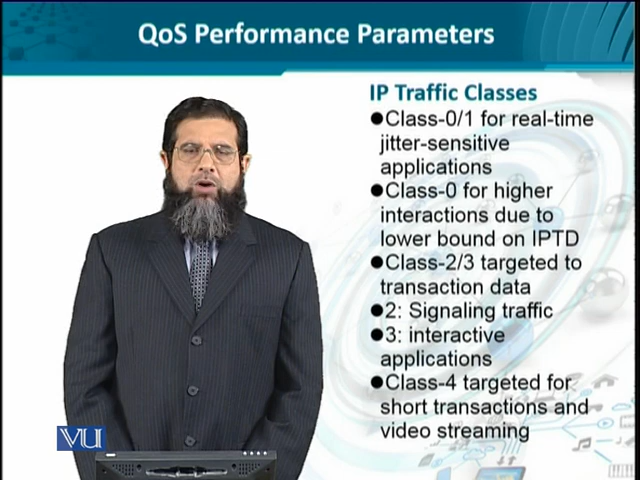 QoS Performance Parameters
IP Traffic Classes
●Class-0/1 for real-time
jitter-sensitive
applications
●Class-0 for higher
interactions due to
lower bound on IPTD
●Class-2/3 targeted to
transaction data
●2: Signaling traffic
●3: interactive
applications
●Class-4 targeted for
short transactions and
video streaming
VU